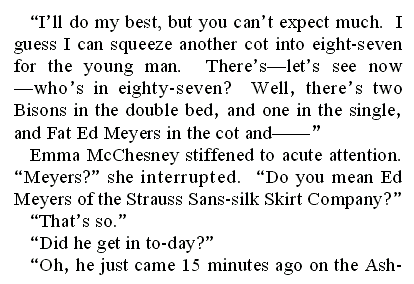 “I’ll do my best, but you can’t expect much. I
guess I can squeeze another cot into eight-seven
for the young man. There’s—let’s see now
—who’s in eighty-seven? Well, there’s two
Bisons in the double bed, and one in the single,
and Fat Ed Meyers in the cot and——”
Emma McChesney stiffened to acute attention.
“Meyers?” she interrupted. “Do you mean Ed
Meyers of the Strauss Sans-silk Skirt Company?”
“That’s so.”
“Did he get in to-day?”
“Oh, he just came 15 minutes ago on the Ash-